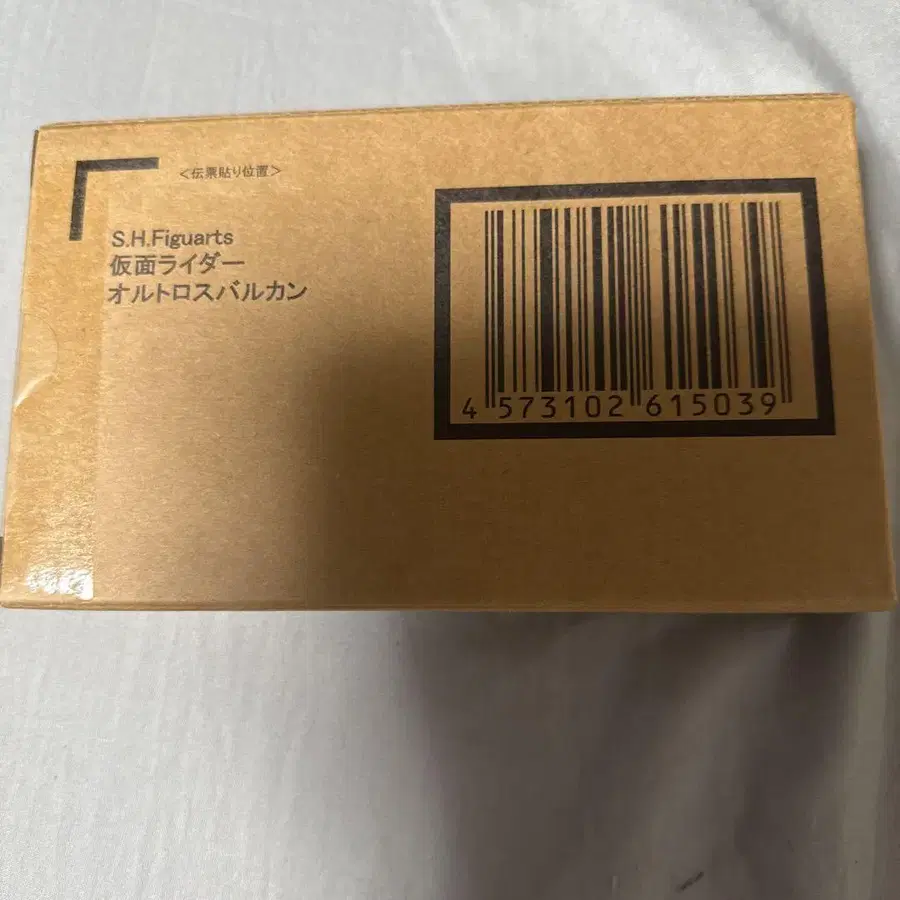 <伝票貼り位置>
S.H.Figuarts
仮面ライダー
オルトロスバルカン
4 573102 615039